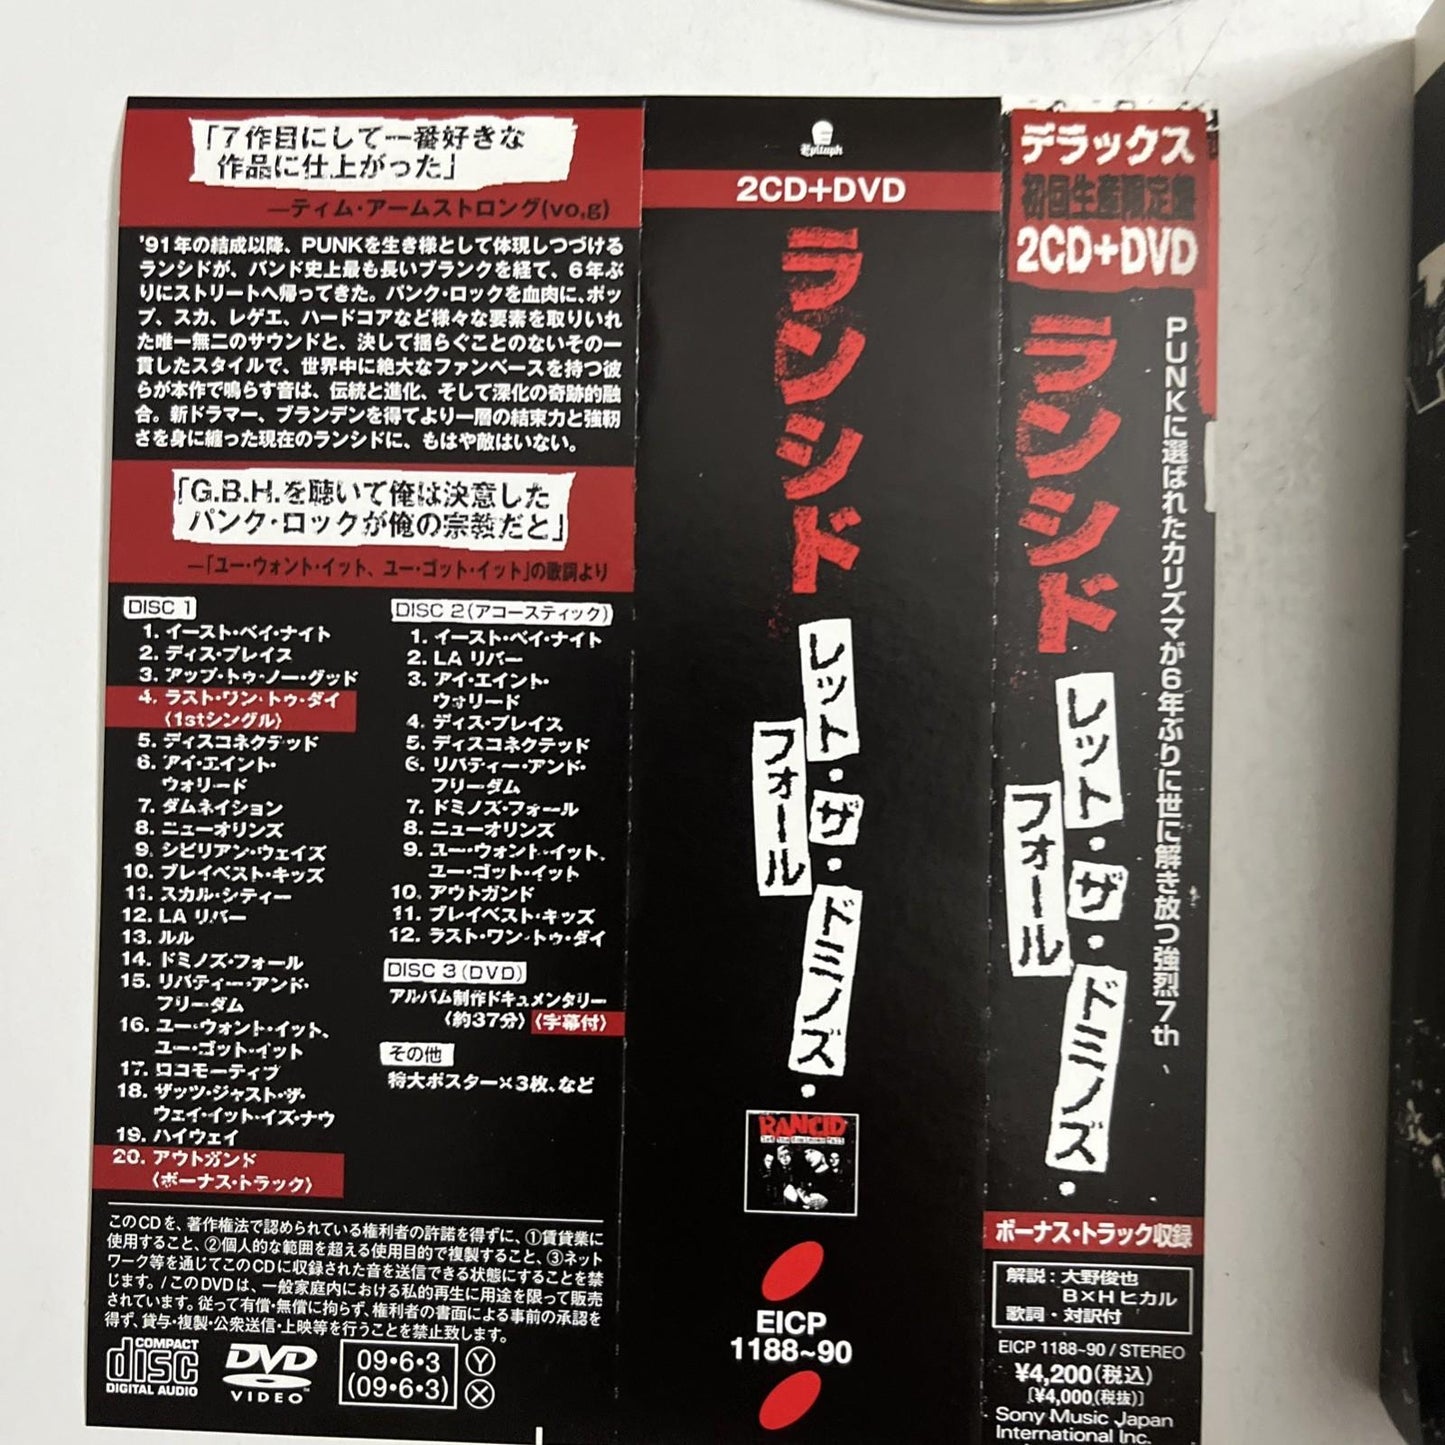 「7作目にして一番好きな
作品に仕上がった」
—ティム・アームストロング(vo,g)
'91年の結成以降、PUNKを生き様として体現しつづける
ランシドが、バンド史上最も長いブランクを経て、6年ぶ
りにストリートへ帰ってきた。パンク・ロックを血肉に、ポッ
プ、スカ、レゲエ、ハードコアなど様々な要素を取りいれ
た唯一無二のサウンドと、決して揺らぐことのないその一
貫したスタイルで、世界中に絶大なファンベースを持つ彼
らが本作で鳴らす音は、伝統と進化、そして深化の奇跡的融
合。新ドラマー、ブランデンを得てより一層の結束力と強靭
さを身に纏った現在のランシドに、もはや敵はいない。
「G.B.H.を聴いて俺は決意した
パンク・ロックが俺の宗教だと」
—「ユー・ウォント・イット、ユー・ゴット・イット」の歌詞より
DISC 1
1. イースト・ベイ・ナイト
2. ディス・プレイス
3. アップ・トゥ・ノー・グッド
4. ラスト・ワン・トゥ・ダイ
〈1stシングル〉
5. ディスコネクテッド
6. アイ・エイント・
ウォリード
7. ダムネイション
8. ニューオリンズ
9. シビリアン・ウェイズ
10. ブレイベスト・キッズ
11. スカル・シティー
12. LA リバー
13. ルル
14. ドミノズ・フォール
15. リバティー・アンド・
フリーダム
16. ユー・ウォント・イット、
ユー・ゴット・イット
17. ロコモーティブ
18. ザッツ・ジャスト・ザ・
ウェイ・イット・イズ・ナウ
19. ハイウェイ
20. アウトガンド
〈ボーナス・トラック〉
DISC 2(アコースティック)
1. イースト・ベイ・ナイト
2. LA リバー
3. アイ・エイント・
ウォリード
4. ディス・プレイス
5. ディスコネクテッド
6. リバティー・アンド・
フリーダム
7. ドミノズ・フォール
8. ニューオリンズ
9. ユー・ウォント・イット、
ユー・ゴット・イット
10. アウトガンド
11. ブレイベスト・キッズ
12. ラスト・ワン・トゥ・ダイ
DISC 3(DVD)
アルバム制作ドキュメンタリー
〈約37分〉〈字幕付〉
その他
特大ポスター×3枚、など
このCDを、著作権法で認められている権利者の許諾を得ずに、①賃貸業に
使用すること、②個人的な範囲を超える使用目的で複製すること、③ネット
ワーク等を通じてこのCDに収録された音を送信できる状態にすることを禁
じます。/このDVDは、一般家庭内における私的再生に用途を限って販売
されています。従って有償・無償に拘らず、権利者の書面による事前の承認を
得ず、貸与・複製・公衆送信・上映等を行うことを禁止致します。
COMPACT
disc
DIGITAL AUDIO
DVD
VIDEO™
09・6・3
(09・6・3)
Ⓨ
Ⓧ
Epitaph
2CD+DVD
ランシド
レット・ザ・ドミノズ・
フォール
RANCID
EICP
1188~90
デラックス
初回生産限定盤
2CD+DVD
PUNKに選ばれたカリズマが6年ぶりに世に解き放つ強烈7th
ランシド
レット・ザ・ドミノズ・
フォール
ボーナス・トラック収録
解説：大野俊也
B×H ヒカル
歌詞・対訳付
EICP 1188~90 / STEREO
¥4,200(税込)
[¥4,000(税抜)]
Sony Music Japan
International Inc.